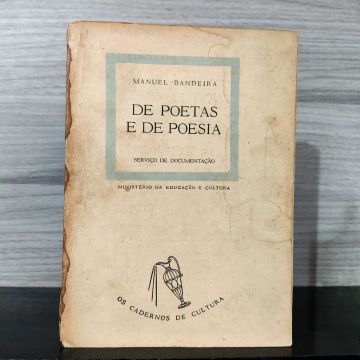 MANUEL BANDEIRA
DE POETAS
E DE POESIA
SERVIÇO DE DOCUMENTAÇÃO
MINISTÉRIO DA EDUCAÇÃO E CULTURA
OS CADERNOS DE CULTURA